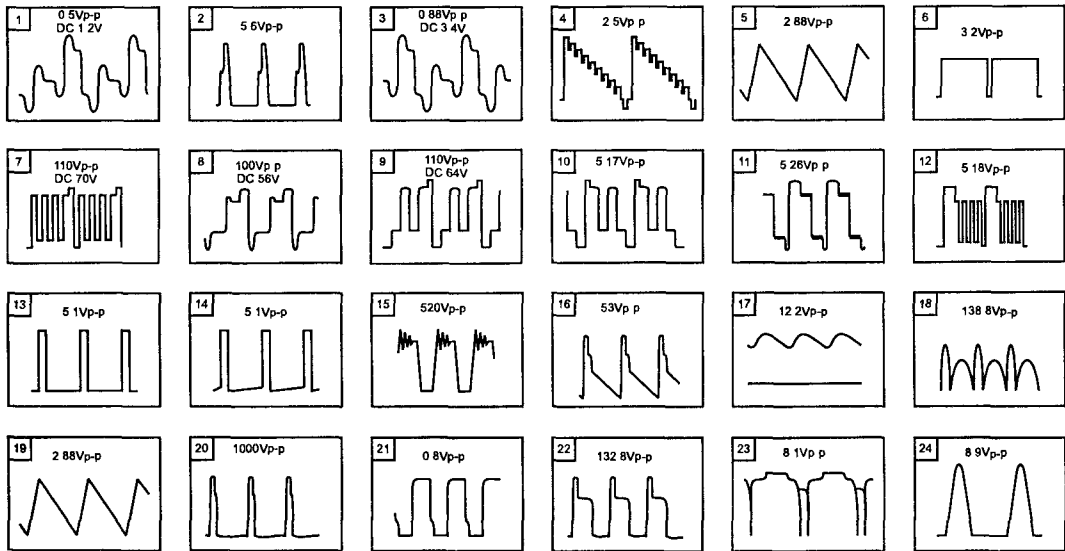 1
0 5Vp-p
DC 1 2V
2
5 6Vp-p
3
0 88Vp p
DC 3 4V
4
2 5Vp p
5
2 88Vp-p
6
3 2Vp-p
7
110Vp-p
DC 70V
8
100Vp p
DC 56V
9
110Vp-p
DC 64V
10
5 17Vp-p
11
5 26Vp p
12
5 18Vp-p
13
5 1Vp-p
14
5 1Vp-p
15
520Vp-p
16
53Vp p
17
12 2Vp-p
18
138 8Vp-p
19
2 88Vp-p
20
1000Vp-p
21
0 8Vp-p
22
132 8Vp-p
23
8 1Vp p
24
8 9Vp-p